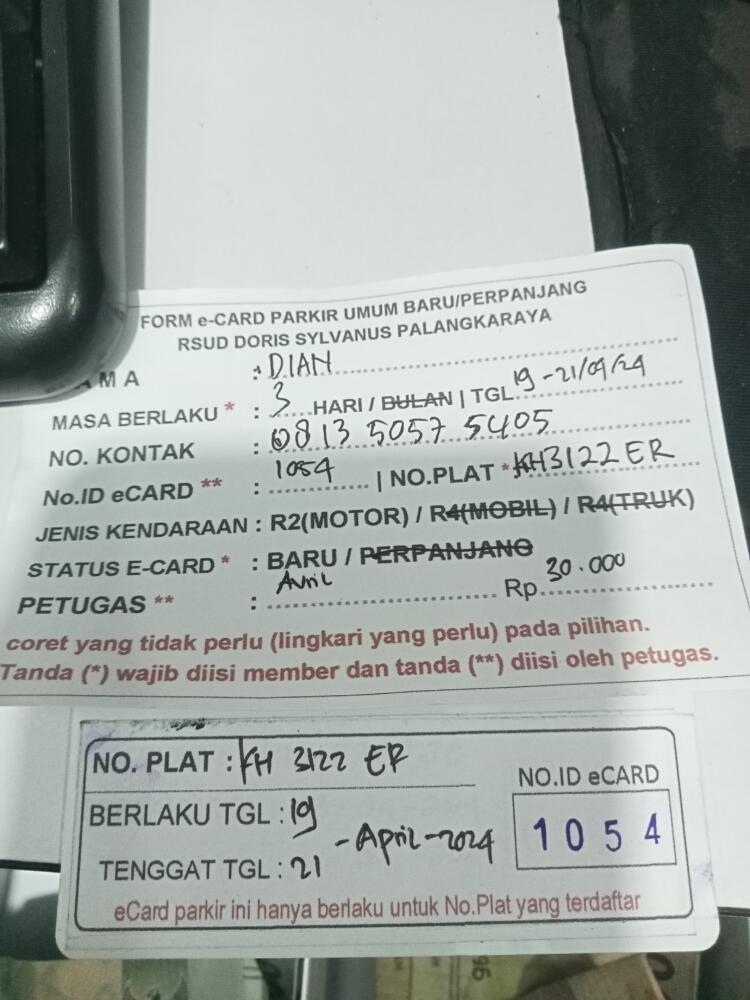 FORM e-CARD PARKIR UMUM BARU/PERPANJANG
RSUD DORIS SYLVANUS PALANGKARAYA
A M A : DIAN
MASA BERLAKU * : 3 HARI / BULAN | TGL 19 - 21/04/24
NO. KONTAK : 0813 5057 5405
No.ID eCARD ** : 1054 | NO.PLAT * KH3122 ER
JENIS KENDARAAN : R2(MOTOR) / R4(MOBIL) / R4(TRUK)
STATUS E-CARD * : BARU / PERPANJANG
PETUGAS ** : Avril Rp. 30.000
coret yang tidak perlu (lingkari yang perlu) pada pilihan.
Tanda (*) wajib diisi member dan tanda (**) diisi oleh petugas.
NO. PLAT : KH 3122 ER
BERLAKU TGL : 19
- April - 2024
TENGGAT TGL : 21
NO.ID eCARD
1054
eCard parkir ini hanya berlaku untuk No.Plat yang terdaftar